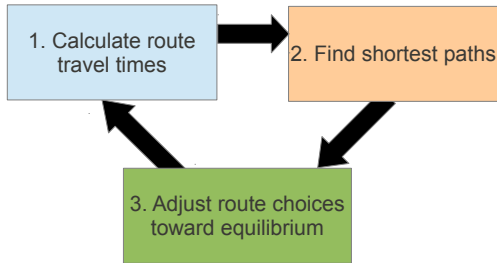 1. Calculate route
travel times
2. Find shortest paths
3. Adjust route choices
toward equilibrium